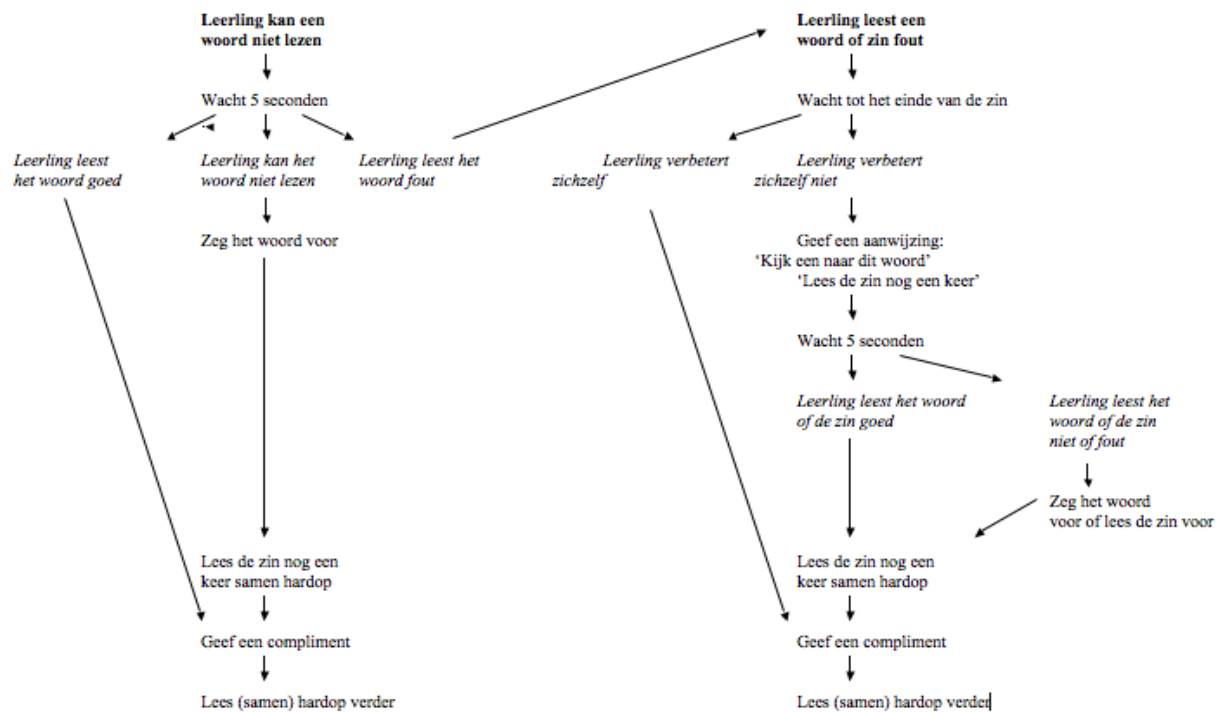 Leerling kan een
woord niet lezen
Wacht 5 seconden
Leerling leest
het woord goed
Leerling kan het
woord niet lezen
Leerling leest het
woord fout
Zeg het woord voor
Lees de zin nog een
keer samen hardop
Geef een compliment
Lees (samen) hardop verder
Leerling leest een
woord of zin fout
Wacht tot het einde van de zin
Leerling verbetert
zichzelf
Leerling verbetert
zichzelf niet
Geef een aanwijzing:
‘Kijk een naar dit woord’
‘Lees de zin nog een keer’
Wacht 5 seconden
Leerling leest het woord
of de zin goed
Leerling leest het
woord of de zin
niet of fout
Zeg het woord
voor of lees de zin voor
Lees de zin nog een
keer samen hardop
Geef een compliment
Lees (samen) hardop verder